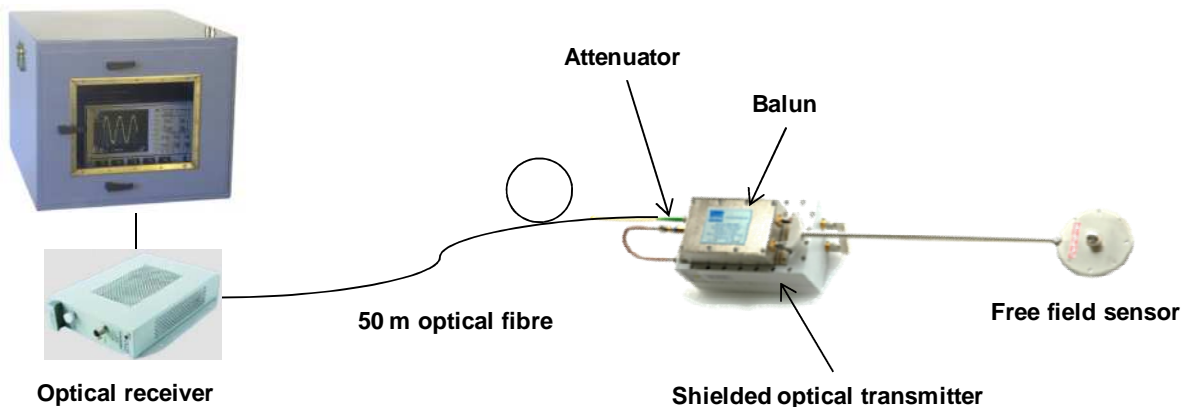 Attenuator
Balun
50 m optical fibre
Free field sensor
Optical receiver
Shielded optical transmitter